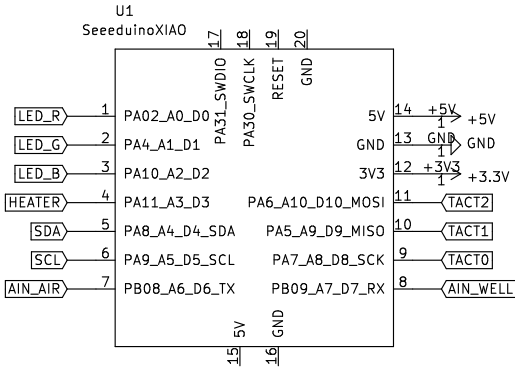 U1
SeeeduinoXIAO
17
18
19
20
PA31_SWDIO
PA30_SWCLK
RESET
GND
LED_R 1 PA02_A0_D0
LED_G 2 PA4_A1_D1
LED_B 3 PA10_A2_D2
HEATER 4 PA11_A3_D3
SDA 5 PA8_A4_D4_SDA
SCL 6 PA9_A5_D5_SCL
AIN_AIR 7 PB08_A6_D6_TX
5V 14 +5V 1 +5V
GND 13 GND 1 GND
3V3 12 +3V3 1 +3.3V
PA6_A10_D10_MOSI 11 TACT2
PA5_A9_D9_MISO 10 TACT1
PA7_A8_D8_SCK 9 TACT0
PB09_A7_D7_RX 8 AIN_WELL
5V
GND
15
16